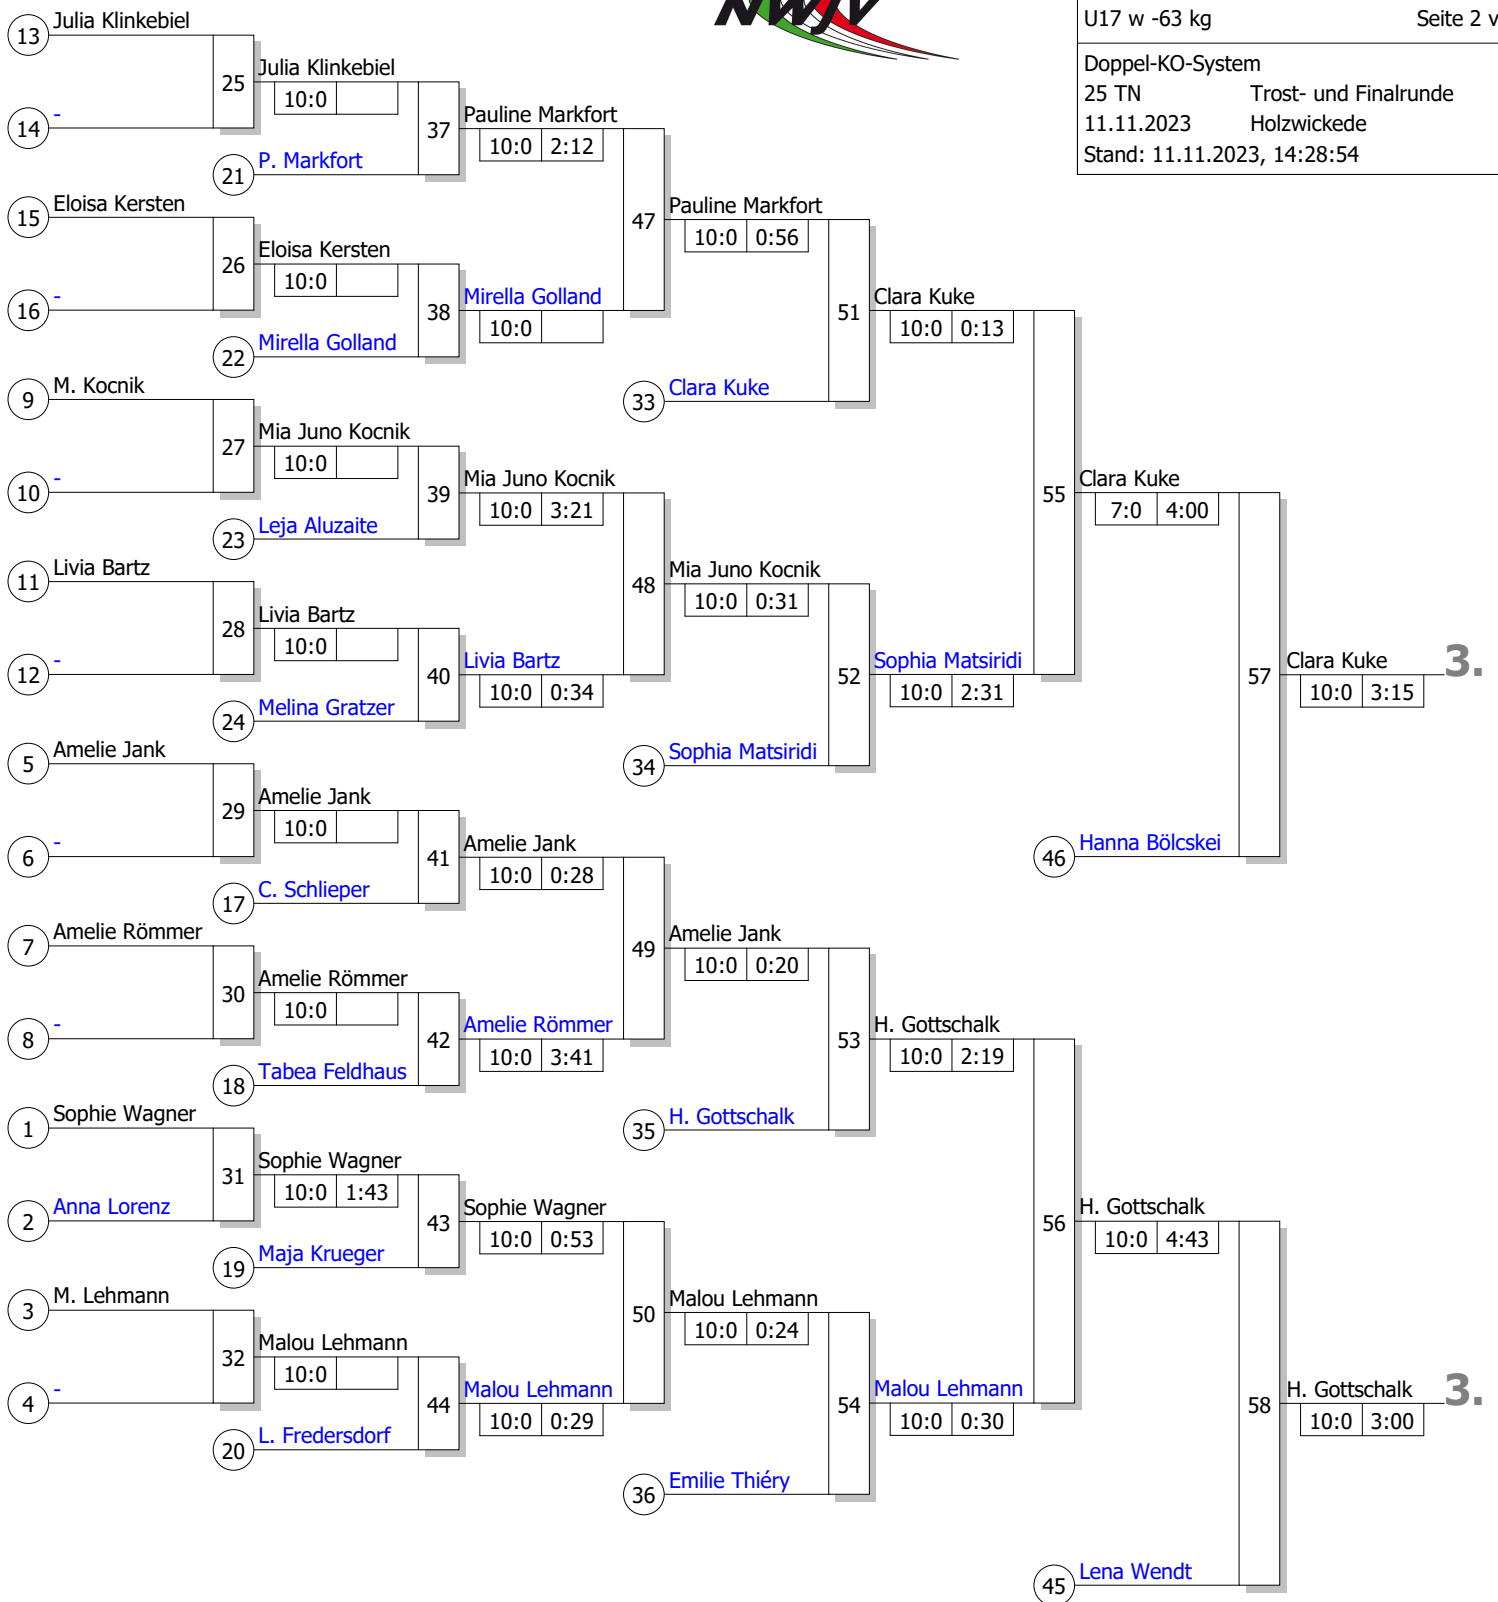 NWJV
U17 w -63 kg Seite 2 v
Doppel-KO-System
25 TN Trost- und Finalrunde
11.11.2023 Holzwickede
Stand: 11.11.2023, 14:28:54
13 Julia Klinkebiel
14 -
25 Julia Klinkebiel
10:0
21 P. Markfort
37 Pauline Markfort
10:0 2:12
15 Eloisa Kersten
16 -
26 Eloisa Kersten
10:0
22 Mirella Golland
38 Mirella Golland
10:0
47 Pauline Markfort
10:0 0:56
33 Clara Kuke
51 Clara Kuke
10:0 0:13
9 M. Kocnik
10 -
27 Mia Juno Kocnik
10:0
23 Leja Aluzaite
39 Mia Juno Kocnik
10:0 3:21
11 Livia Bartz
12 -
28 Livia Bartz
10:0
24 Melina Gratzer
40 Livia Bartz
10:0 0:34
48 Mia Juno Kocnik
10:0 0:31
34 Sophia Matsiridi
52 Sophia Matsiridi
10:0 2:31
55 Clara Kuke
7:0 4:00
46 Hanna Bölcskei
57 Clara Kuke 3.
10:0 3:15
5 Amelie Jank
6 -
29 Amelie Jank
10:0
17 C. Schlieper
41 Amelie Jank
10:0 0:28
7 Amelie Römmer
8 -
30 Amelie Römmer
10:0
18 Tabea Feldhaus
42 Amelie Römmer
10:0 3:41
49 Amelie Jank
10:0 0:20
35 H. Gottschalk
53 H. Gottschalk
10:0 2:19
1 Sophie Wagner
2 Anna Lorenz
31 Sophie Wagner
10:0 1:43
19 Maja Krueger
43 Sophie Wagner
10:0 0:53
3 M. Lehmann
4 -
32 Malou Lehmann
10:0
20 L. Fredersdorf
44 Malou Lehmann
10:0 0:29
50 Malou Lehmann
10:0 0:24
36 Emilie Thiéry
54 Malou Lehmann
10:0 0:30
56 H. Gottschalk
10:0 4:43
45 Lena Wendt
58 H. Gottschalk 3.
10:0 3:00